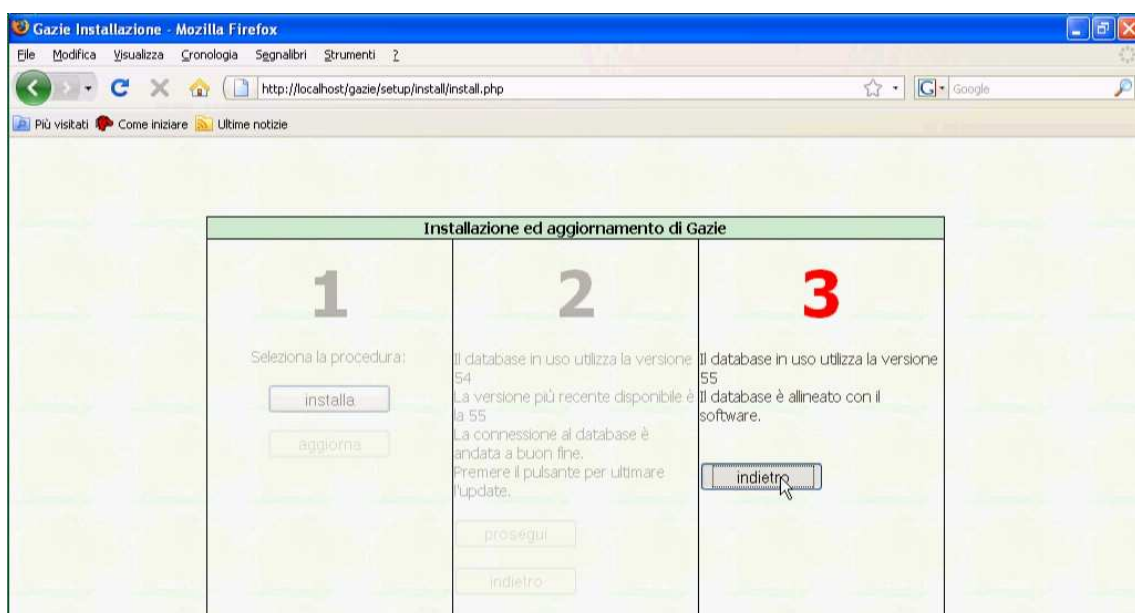 Gazie Installazione - Mozilla Firefox
File Modifica Visualizza Cronologia Segnalibri Strumenti ?
http://localhost/gazie/setup/install/install.php
G Google
Più visitati Come iniziare Ultime notizie
Installazione ed aggiornamento di Gazie
1
Seleziona la procedura:
installa
aggiorna
2
Il database in uso utilizza la versione
54
La versione più recente disponibile è
la 55
La connessione al database è
andata a buon fine.
Premere il pulsante per ultimare
l'update.
prosegui
indietro
3
Il database in uso utilizza la versione
55
Il database è allineato con il
software.
indietro